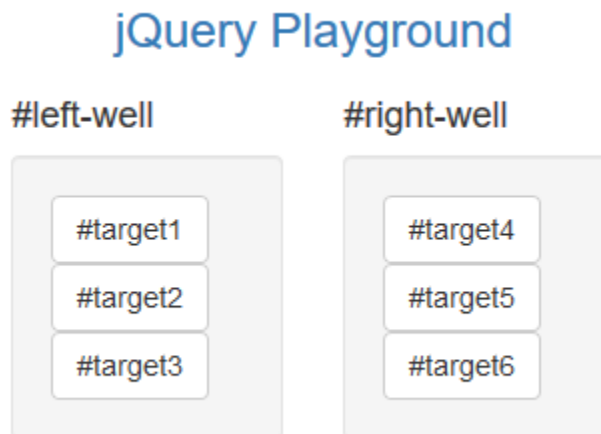 jQuery Playground
#left-well
#target1
#target2
#target3
#right-well
#target4
#target5
#target6